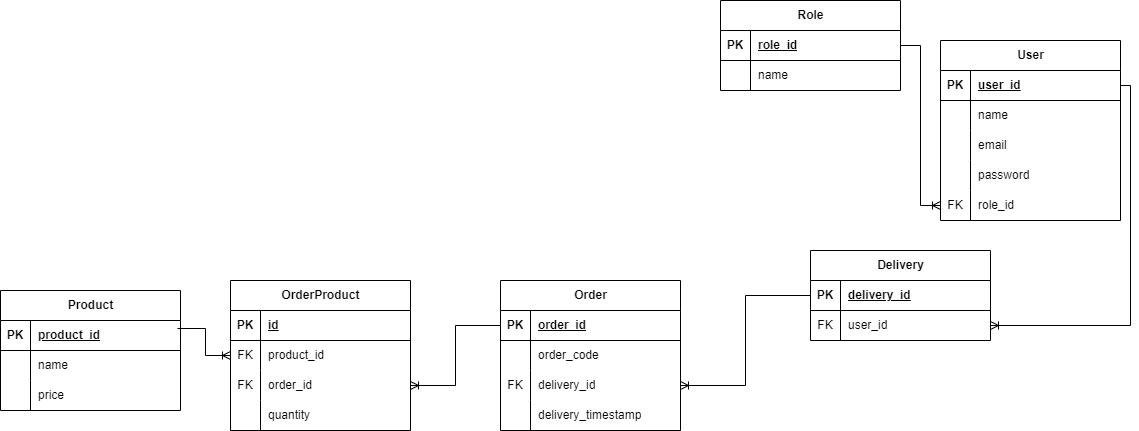 Role
PK role_id
name
User
PK user_id
name
email
password
FK role_id
Delivery
PK delivery_id
FK user_id
Product
PK product_id
name
price
OrderProduct
PK id
FK product_id
FK order_id
quantity
Order
PK order_id
order_code
FK delivery_id
delivery_timestamp